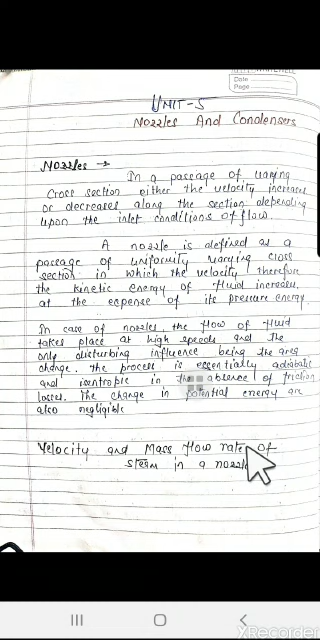 Date
Page
UNIT-5
Nozzles And Condensers
Nozzles →
In a passage of varying
cross section either the velocity increases
or decreases along the section depending
upon the inlet conditions of flow.
A nozzle is defined as a
passage of uniformity varying cross
section in which the velocity therefore
the kinetic energy of fluid increases
at the expense of its pressure energy.
In case of nozzles, the flow of fluid
takes place at high speeds and the
only disturbing influence being the area
change. The process is essentially adiabatic
and isentropic in the absence of friction
losses. The change in potential energy are
also negligible
Velocity and Mass flow rate of
steam in a nozzle
XRecorder